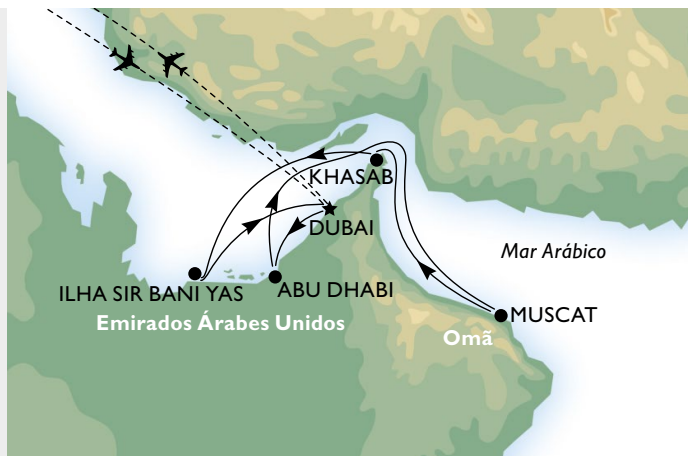 KHASAB
DUBAI
Mar Arábico
ILHA SIR BANI YAS
ABU DHABI
MUSCAT
Emirados Árabes Unidos
Omã